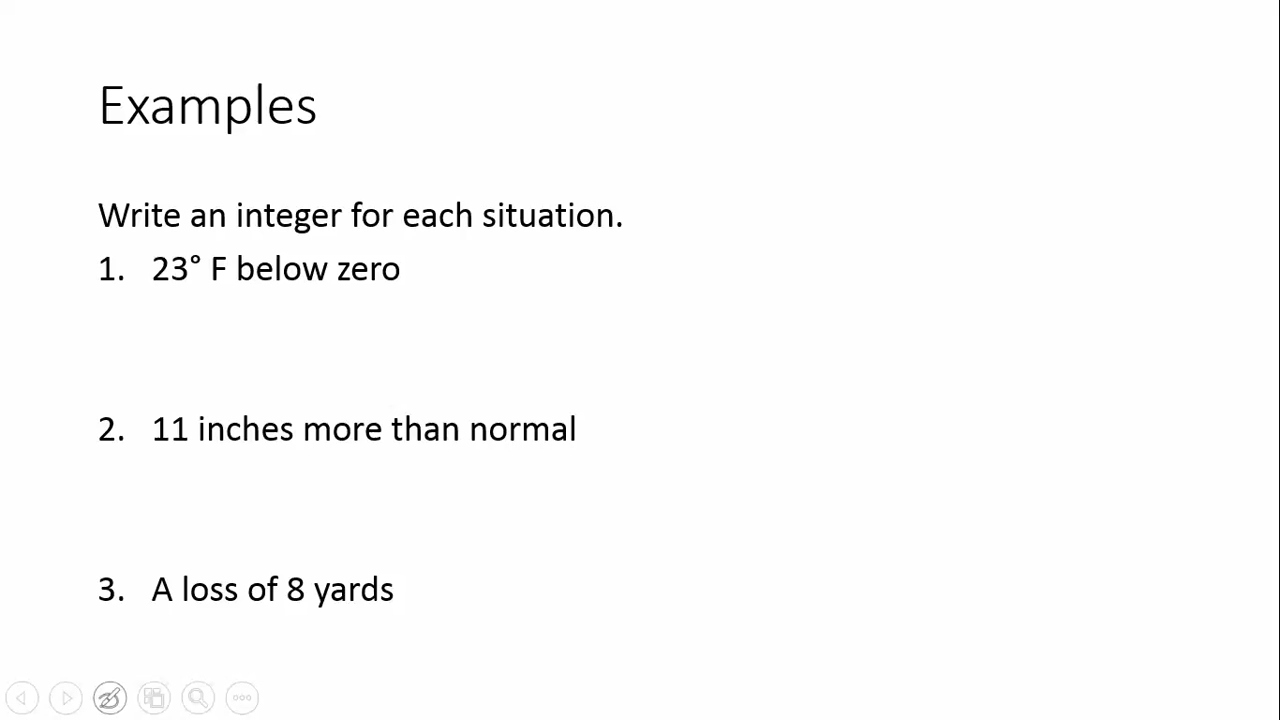 Examples
Write an integer for each situation.
1. 23° F below zero
2. 11 inches more than normal
3. A loss of 8 yards